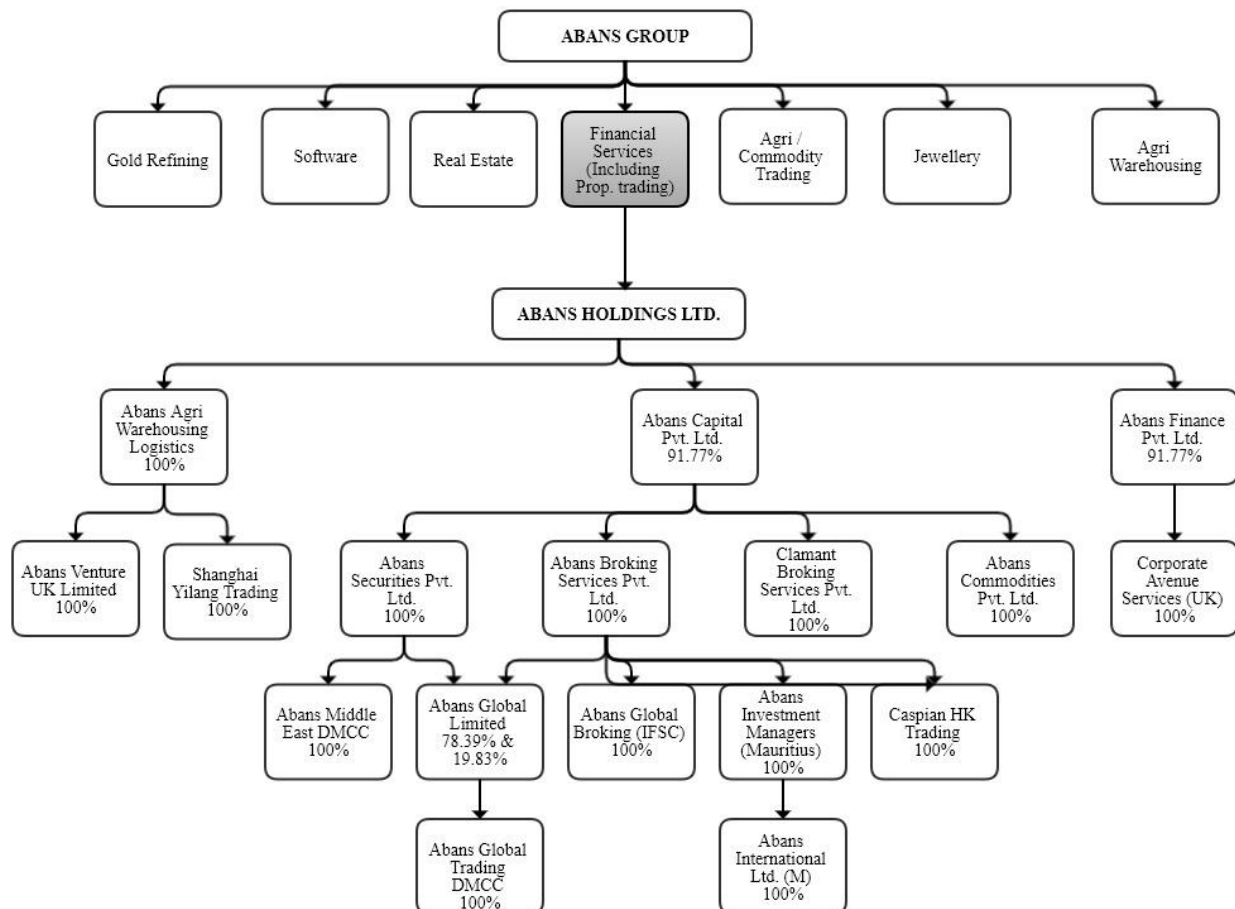 ABANS GROUP
Gold Refining
Software
Real Estate
Financial
Services
(Including
Prop. trading)
Agri /
Commodity
Trading
Jewellery
Agri
Warehousing
ABANS HOLDINGS LTD.
Abans Agri
Warehousing
Logistics
100%
Abans Capital
Pvt. Ltd.
91.77%
Abans Finance
Pvt. Ltd.
91.77%
Abans Venture
UK Limited
100%
Shanghai
Yilang Trading
100%
Abans
Securities Pvt.
Ltd.
100%
Abans Broking
Services Pvt.
Ltd.
100%
Clamant
Broking
Services Pvt.
Ltd.
100%
Abans
Commodities
Pvt. Ltd.
100%
Corporate
Avenue
Services (UK)
100%
Abans Middle
East DMCC
100%
Abans Global
Limited
78.39% &
19.83%
Abans Global
Broking (IFSC)
100%
Abans
Investment
Managers
(Mauritius)
100%
Caspian HK
Trading
100%
Abans Global
Trading
DMCC
100%
Abans
International
Ltd. (M)
100%